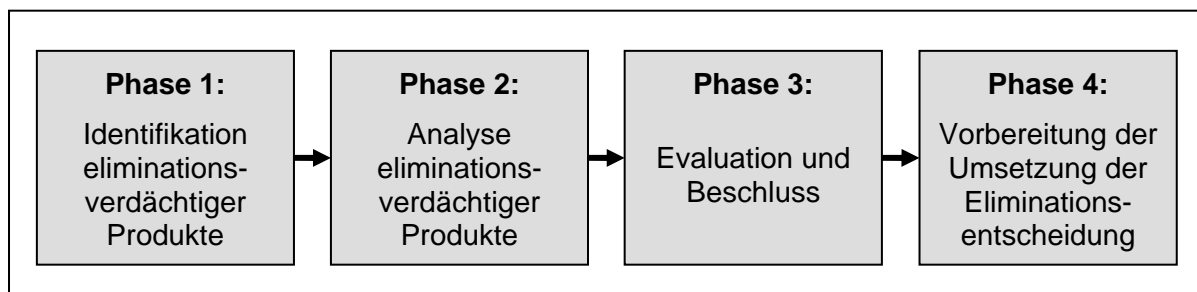 Phase 1:
Identifikation
eliminations-
verdächtiger
Produkte
Phase 2:
Analyse
eliminations-
verdächtiger
Produkte
Phase 3:
Evaluation und
Beschluss
Phase 4:
Vorbereitung der
Umsetzung der
Eliminations-
entscheidung